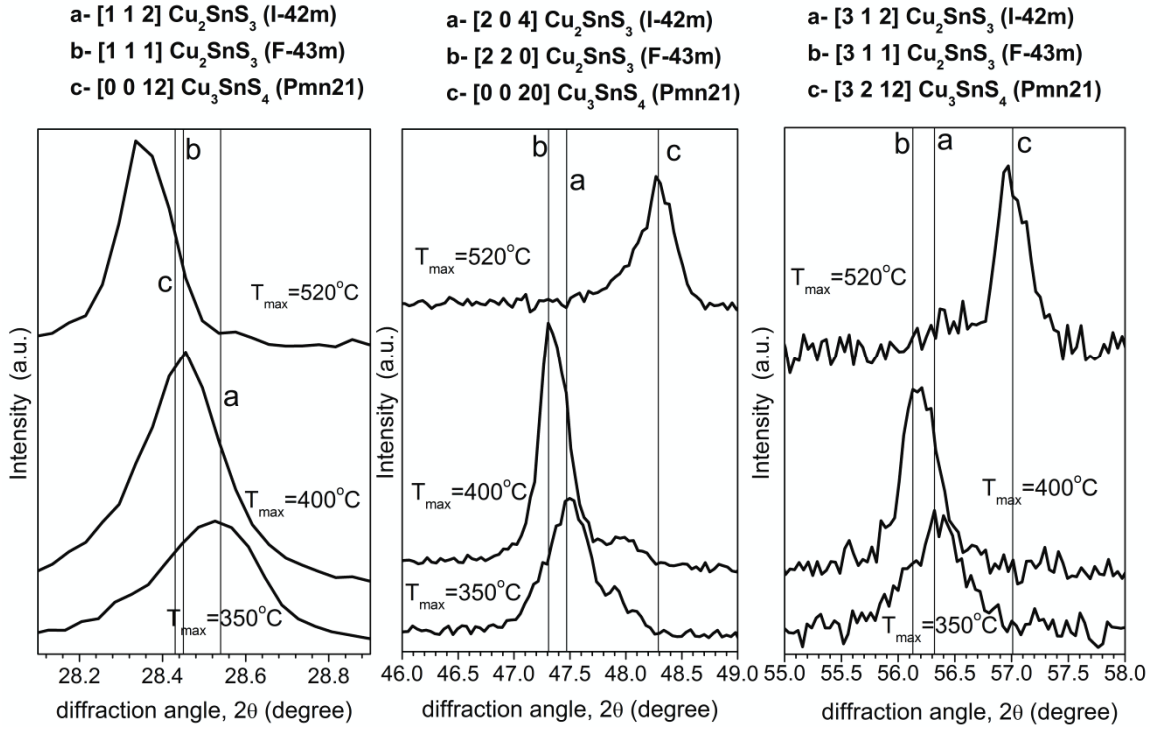 a- [1 1 2] Cu2SnS3 (I-42m)
b- [1 1 1] Cu2SnS3 (F-43m)
c- [0 0 12] Cu3SnS4 (Pmn21)
b
c
Tmax=520°C
a
Tmax=400°C
Tmax=350°C
Intensity (a.u.)
28.2 28.4 28.6 28.8
diffraction angle, 2θ (degree)
a- [2 0 4] Cu2SnS3 (I-42m)
b- [2 2 0] Cu2SnS3 (F-43m)
c- [0 0 20] Cu3SnS4 (Pmn21)
b
a
c
Tmax=520°C
Tmax=400°C
Tmax=350°C
Intensity (a.u.)
46.0 46.5 47.0 47.5 48.0 48.5 49.0
diffraction angle, 2θ (degree)
a- [3 1 2] Cu2SnS3 (I-42m)
b- [3 1 1] Cu2SnS3 (F-43m)
c- [3 2 12] Cu3SnS4 (Pmn21)
b
a
c
Tmax=520°C
Tmax=400°C
Tmax=350°C
Intensity (a.u.)
55.0 55.5 56.0 56.5 57.0 57.5 58.0
diffraction angle, 2θ (degree)